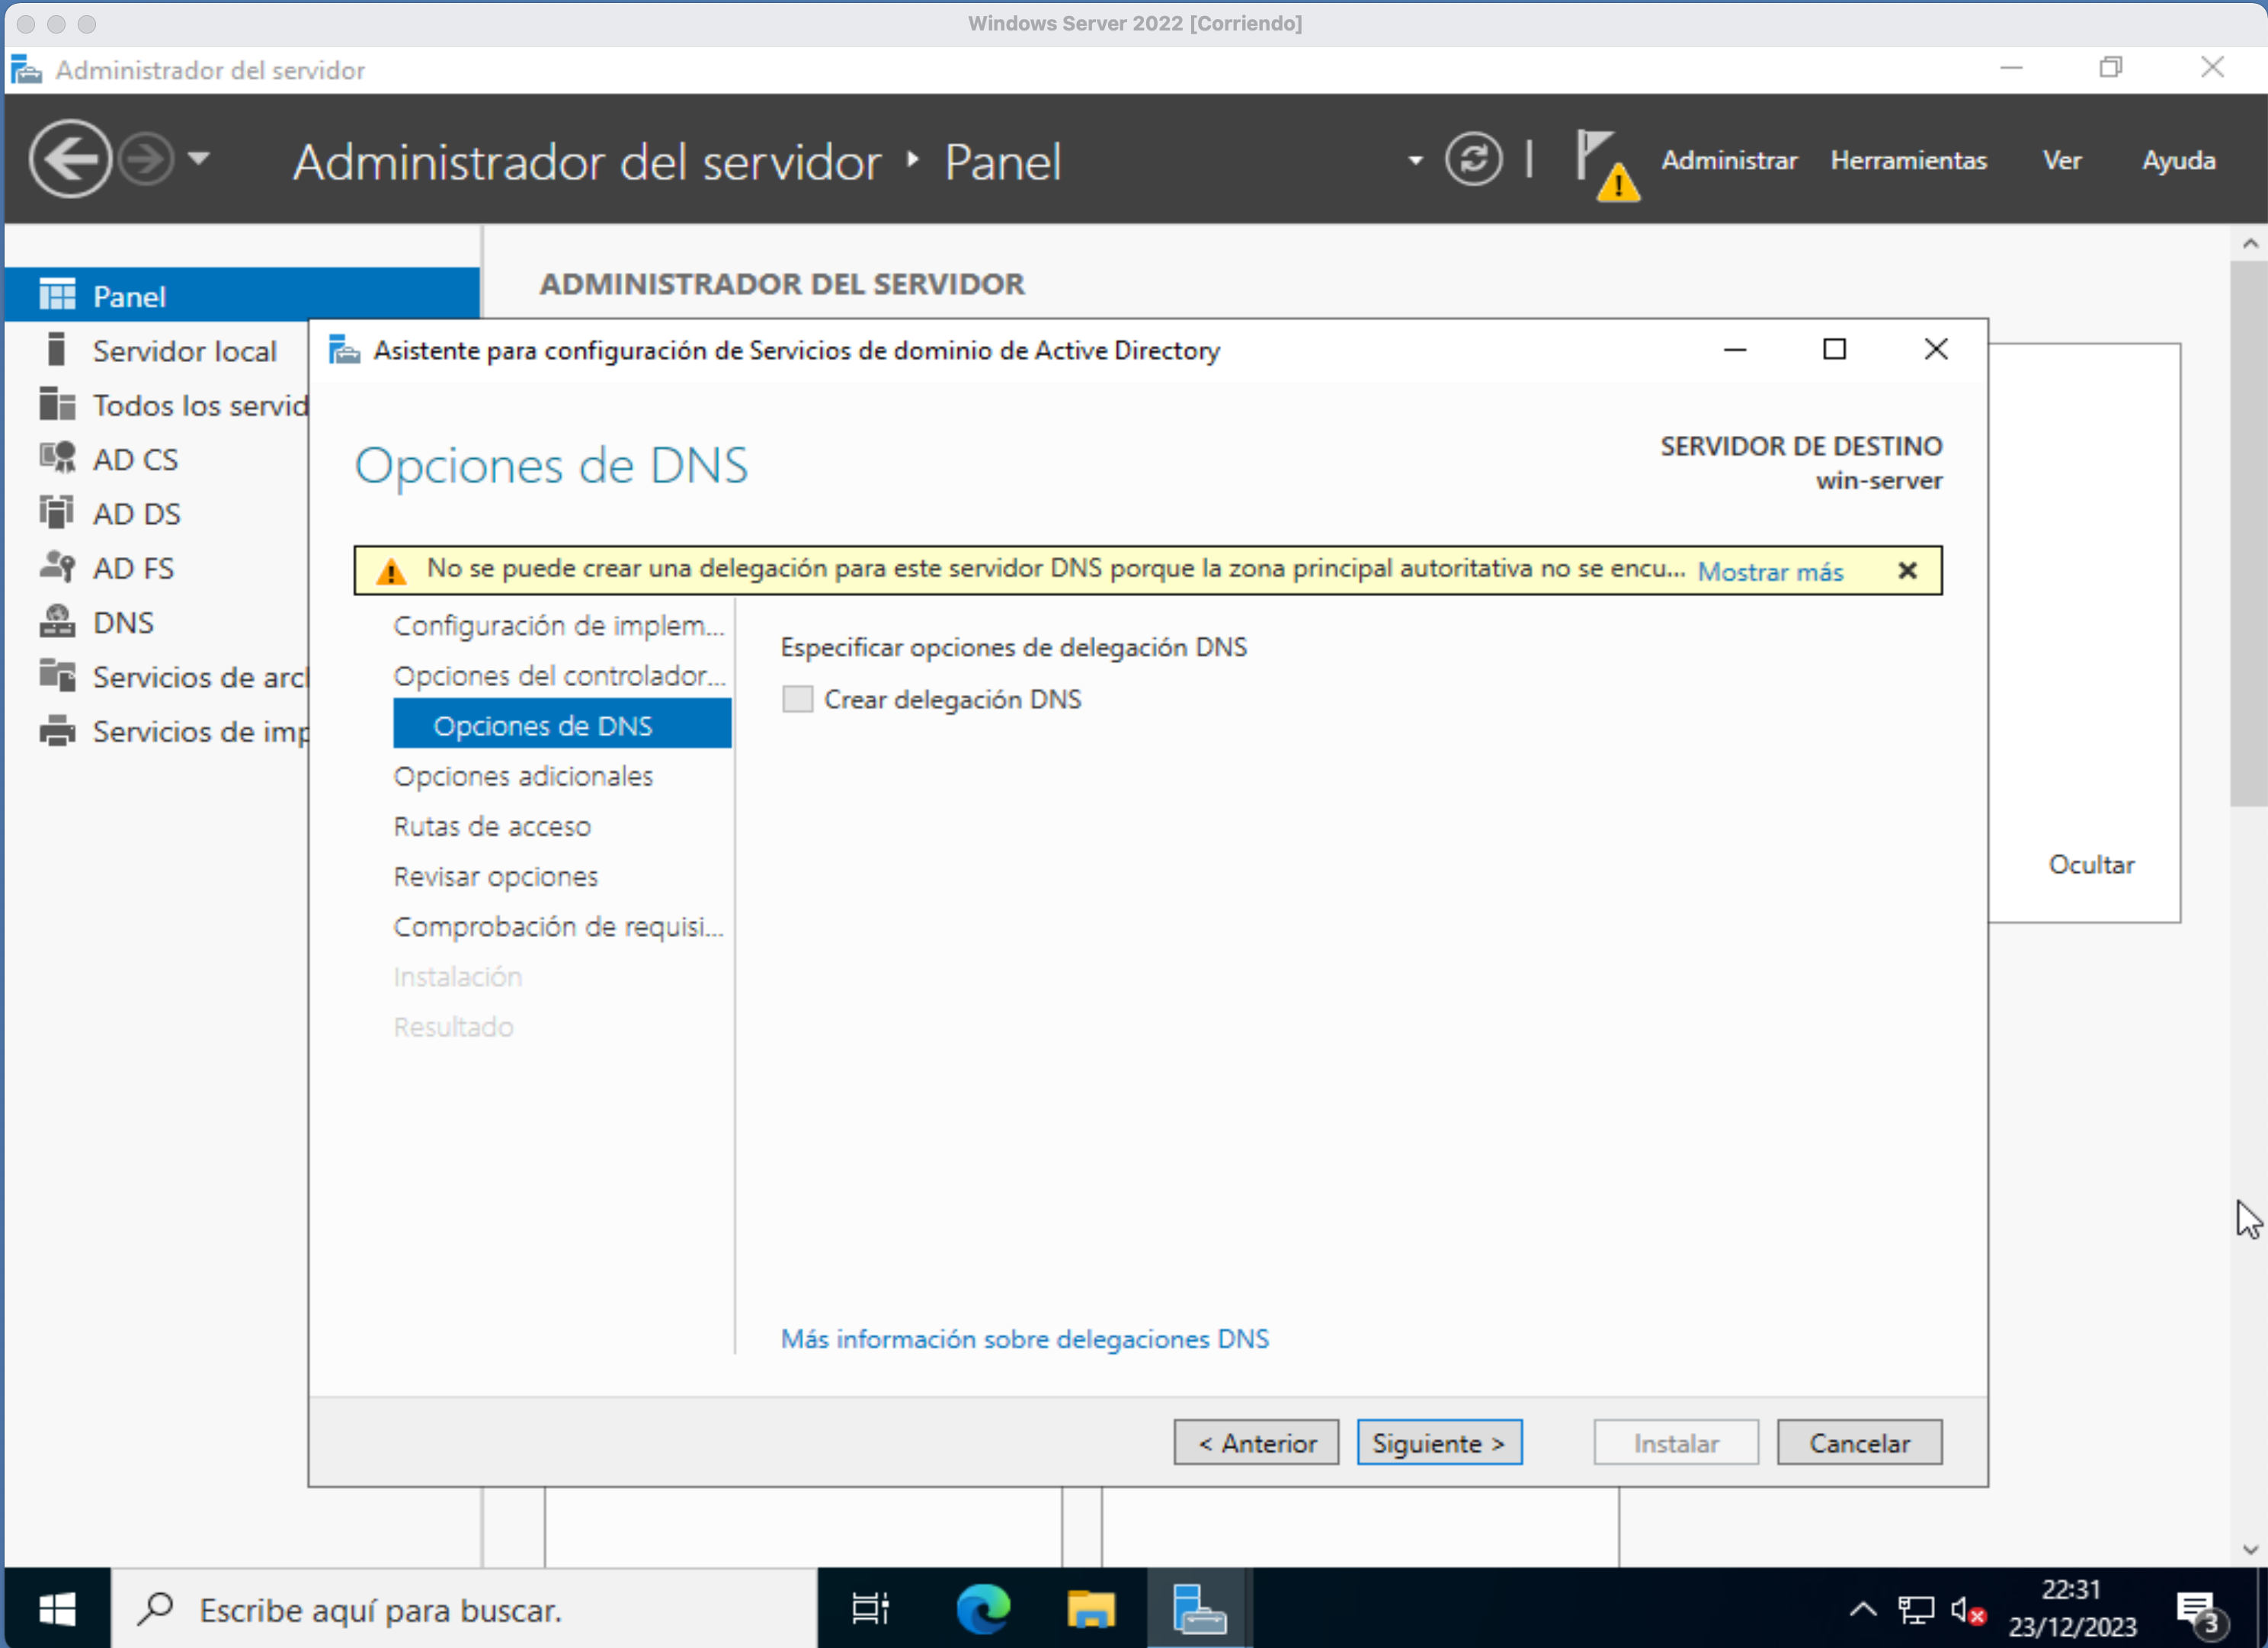 Windows Server 2022 [Corriendo]
Administrador del servidor
Administrador del servidor
Panel
Administrar
Herramientas
Ver
Ayuda
Panel
Servidor local
Todos los servid
AD CS
AD DS
AD FS
DNS
Servicios de arcl
Servicios de imp
ADMINISTRADOR DEL SERVIDOR
Asistente para configuración de Servicios de dominio de Active Directory
Opciones de DNS
SERVIDOR DE DESTINO
win-server
No se puede crear una delegación para este servidor DNS porque la zona principal autoritativa no se encu... Mostrar más
Configuración de implem...
Opciones del controlador...
Opciones de DNS
Opciones adicionales
Rutas de acceso
Revisar opciones
Comprobación de requisi...
Instalación
Resultado
Especificar opciones de delegación DNS
Crear delegación DNS
Más información sobre delegaciones DNS
< Anterior
Siguiente >
Instalar
Cancelar
Ocultar
Escribe aquí para buscar.
22:31
23/12/2023
3